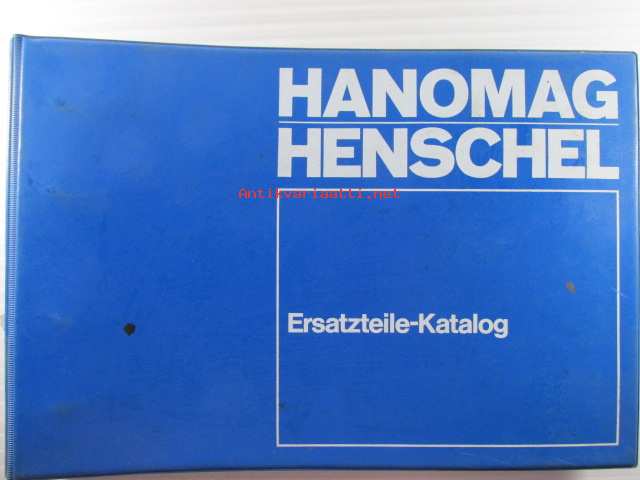 HANOMAG
HENSCHEL
Antikvariaatti.net
Ersatzteile-Katalog